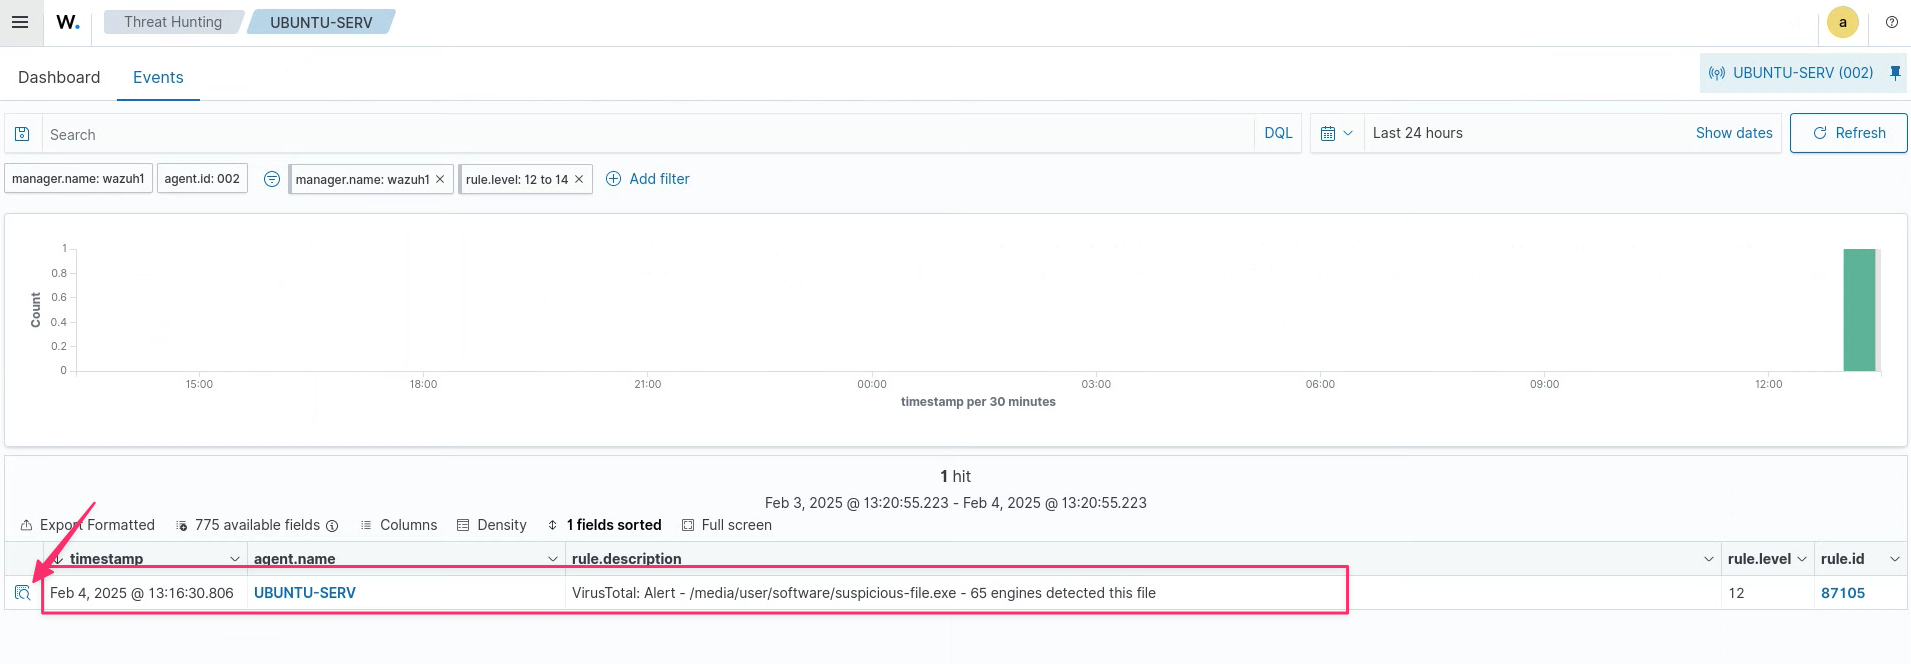 W. Threat Hunting UBUNTU-SERV a
Dashboard Events UBUNTU-SERV (002)
Search DQL Last 24 hours Show dates Refresh
manager.name: wazuh1 agent.id: 002 manager.name: wazuh1 × rule.level: 12 to 14 × Add filter
1
0.8
0.6
0.4
0.2
0
Count
15:00 18:00 21:00 00:00 03:00 06:00 09:00 12:00
timestamp per 30 minutes
1 hit
Feb 3, 2025 @ 13:20:55.223 - Feb 4, 2025 @ 13:20:55.223
Export Formatted 775 available fields Columns Density 1 fields sorted Full screen
timestamp agent.name rule.description rule.level rule.id
Feb 4, 2025 @ 13:16:30.806 UBUNTU-SERV VirusTotal: Alert - /media/user/software/suspicious-file.exe - 65 engines detected this file 12 87105